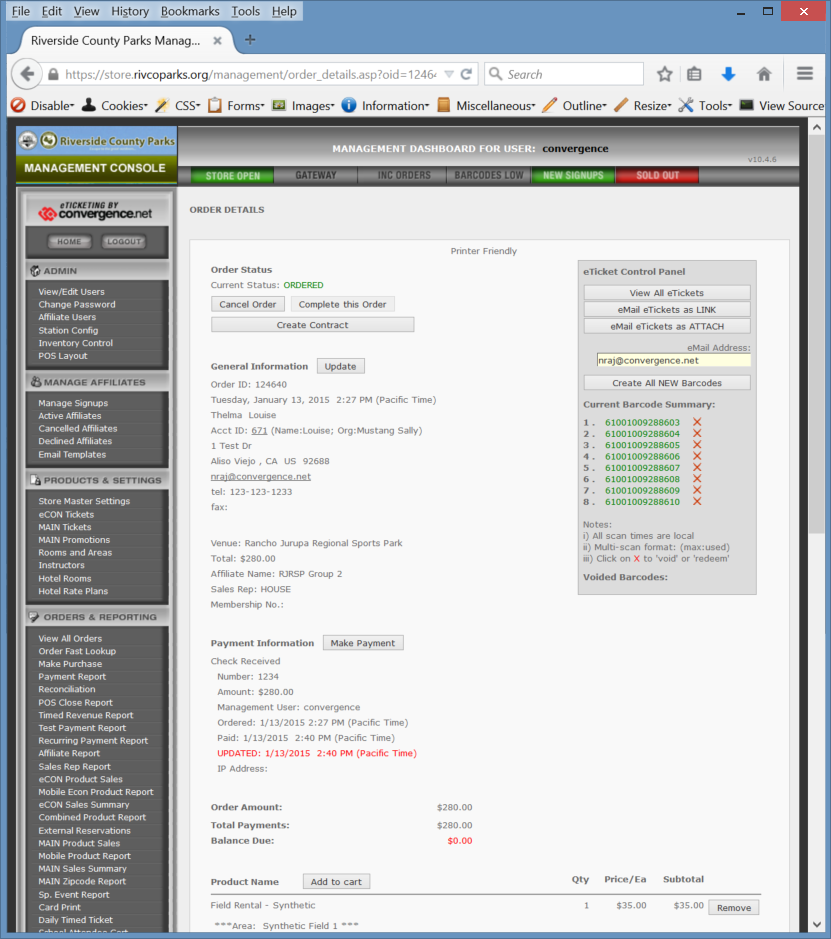 File Edit View History Bookmarks Tools Help
Riverside County Parks Manag...
https://store.rivcoparks.org/management/order_details.asp?oid=1246
Search
Disable Cookies CSS Forms Images Information Miscellaneous Outline Resize Tools View Source
Riverside County Parks
MANAGEMENT CONSOLE
MANAGEMENT DASHBOARD FOR USER: convergence
v10.4.6
STORE OPEN GATEWAY INC ORDERS BARCODES LOW NEW SIGNUPS SOLD OUT
eTICKETING BY
convergence.net
HOME LOGOUT
ADMIN
View/Edit Users
Change Password
Affiliate Users
Station Config
Inventory Control
POS Layout
MANAGE AFFILIATES
Manage Signups
Active Affiliates
Cancelled Affiliates
Declined Affiliates
Email Templates
PRODUCTS & SETTINGS
Store Master Settings
eCON Tickets
MAIN Tickets
MAIN Promotions
Rooms and Areas
Instructors
Hotel Rooms
Hotel Rate Plans
ORDERS & REPORTING
View All Orders
Order Fast Lookup
Make Purchase
Payment Report
Reconciliation
POS Close Report
Timed Revenue Report
Test Payment Report
Recurring Payment Report
Affiliate Report
Sales Rep Report
eCON Product Sales
Mobile Econ Product Report
eCON Sales Summary
Combined Product Report
External Reservations
MAIN Product Sales
Mobile Product Report
MAIN Sales Summary
MAIN Zipcode Report
Sp. Event Report
Card Print
Daily Timed Ticket
School Attendee Cert
ORDER DETAILS
Printer Friendly
Order Status
Current Status: ORDERED
Cancel Order Complete this Order
Create Contract
General Information Update
Order ID: 124640
Tuesday, January 13, 2015 2:27 PM (Pacific Time)
Thelma Louise
Acct ID: 671 (Name:Louise; Org:Mustang Sally)
1 Test Dr
Aliso Viejo , CA US 92688
nraj@convergence.net
tel: 123-123-1233
fax:
Venue: Rancho Jurupa Regional Sports Park
Total: $280.00
Affiliate Name: RJRSP Group 2
Sales Rep: HOUSE
Membership No.:
Payment Information Make Payment
Check Received
Number: 1234
Amount: $280.00
Management User: convergence
Ordered: 1/13/2015 2:27 PM (Pacific Time)
Paid: 1/13/2015 2:40 PM (Pacific Time)
UPDATED: 1/13/2015 2:40 PM (Pacific Time)
IP Address:
Order Amount: $280.00
Total Payments: $280.00
Balance Due: $0.00
Product Name Add to cart Qty Price/Ea Subtotal
Field Rental - Synthetic 1 $35.00 $35.00 Remove
***Area: Synthetic Field 1 ***
eTicket Control Panel
View All eTickets
eMail eTickets as LINK
eMail eTickets as ATTACH
eMail Address:
nraj@convergence.net
Create All NEW Barcodes
Current Barcode Summary:
1 . 61001009288603 X
2 . 61001009288604 X
3 . 61001009288605 X
4 . 61001009288606 X
5 . 61001009288607 X
6 . 61001009288608 X
7 . 61001009288609 X
8 . 61001009288610 X
Notes:
i) All scan times are local
ii) Multi-scan format: (max:used)
iii) Click on X to 'void' or 'redeem'
Voided Barcodes: